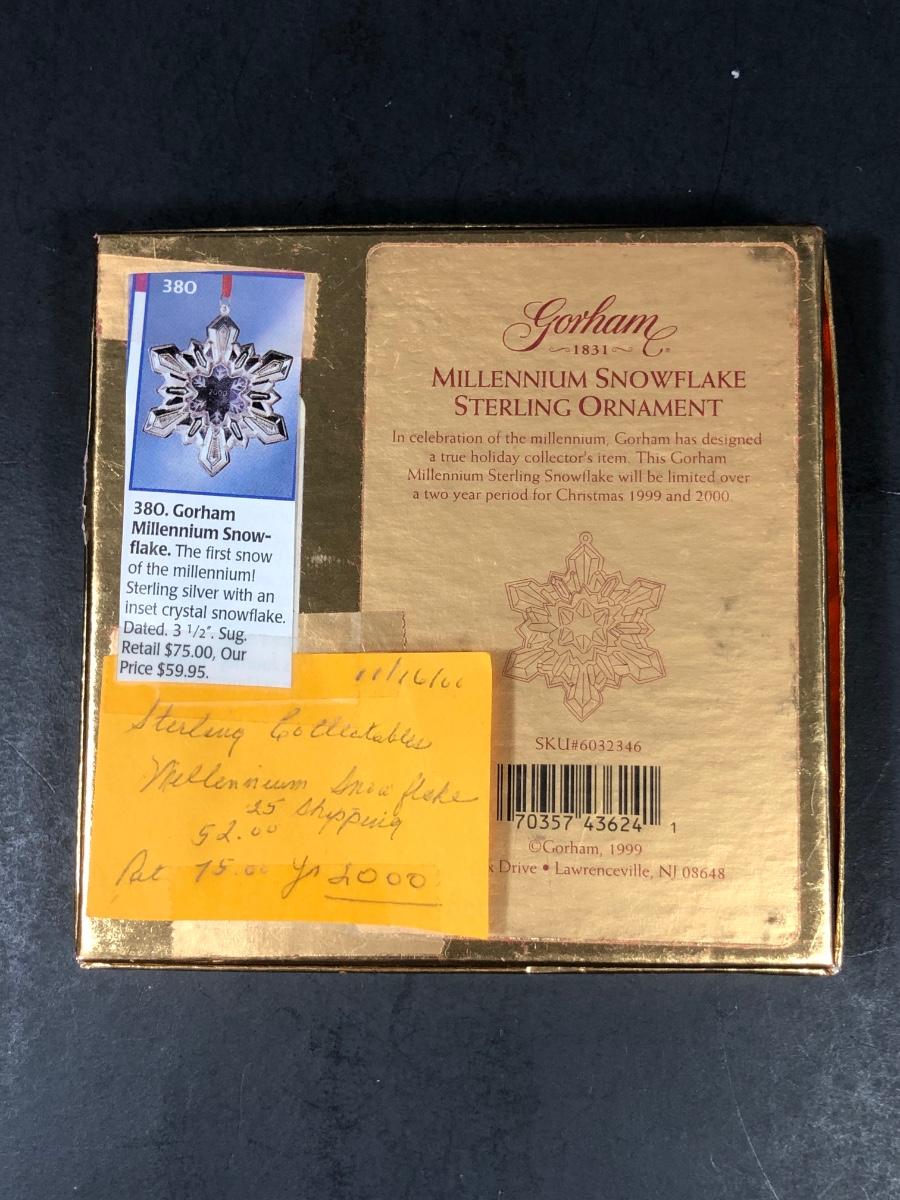 380
380. Gorham
Millennium Snow-
flake. The first snow
of the millennium!
Sterling silver with an
inset crystal snowflake.
Dated. 3 1/2". Sug.
Retail $75.00, Our
Price $59.95.
11/16/00
Sterling Collectables
Millennium Snow flake
25 Shipping
52.00
Ret 75.00 Yr 2000
Gorham
1831
MILLENNIUM SNOWFLAKE
STERLING ORNAMENT
In celebration of the millennium, Gorham has designed
a true holiday collector's item. This Gorham
Millennium Sterling Snowflake will be limited over
a two year period for Christmas 1999 and 2000.
SKU#6032346
70357 43624 1
©Gorham, 1999
x Drive • Lawrenceville, NJ 08648